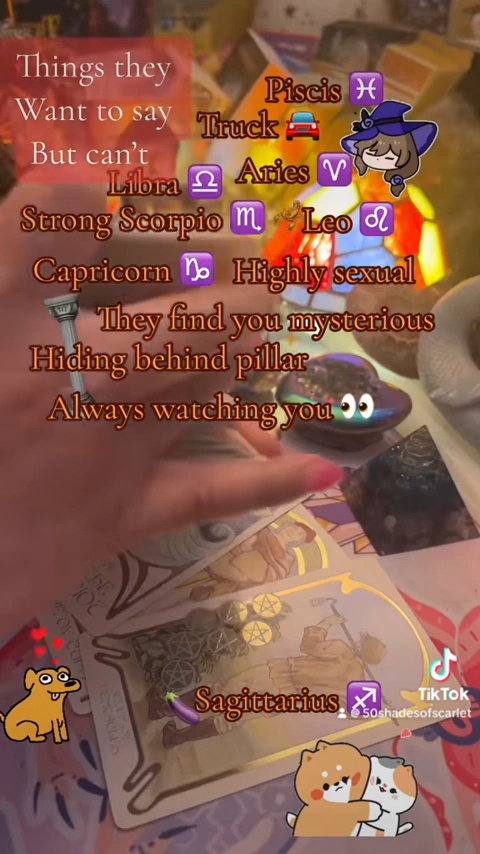 Things they
Want to say
But can't
Piscis ♓
Truck 🚘
Libra ♎ Aries ♈
Strong Scorpio ♏ Leo ♌
Capricorn ♑ Highly sexual
They find you mysterious
Hiding behind pillar
Always watching you 👀
Sagittarius ♐
TikTok
@50shadesofscarlet